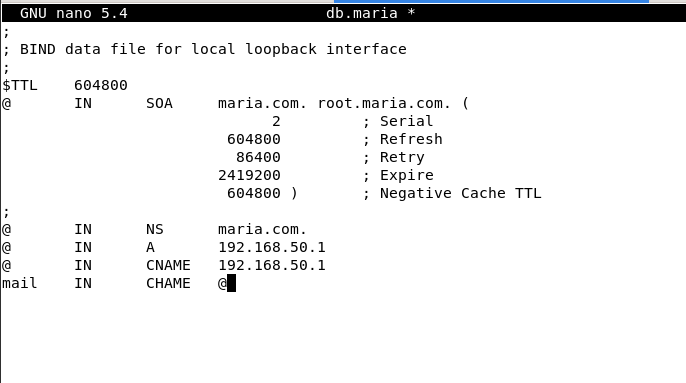 GNU nano 5.4                      db.maria *
;
; BIND data file for local loopback interface
;
$TTL    604800
@       IN      SOA     maria.com. root.maria.com. (
                              2         ; Serial
                         604800         ; Refresh
                          86400         ; Retry
                        2419200         ; Expire
                         604800 )       ; Negative Cache TTL
;
@       IN      NS      maria.com.
@       IN      A       192.168.50.1
@       IN      CNAME   192.168.50.1
mail    IN      CHAME   @